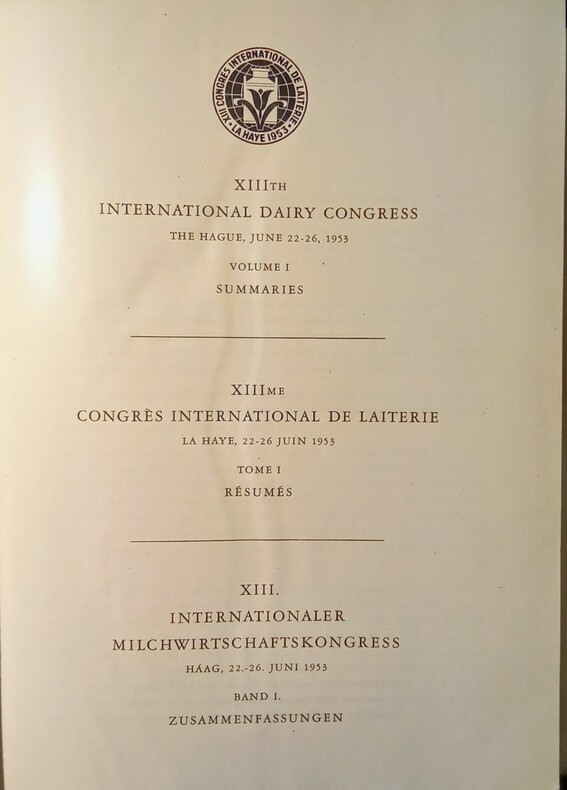 XIII CONGRES INTERNATIONAL DE LAITERIE
· LA HAYE 1953 ·
XIIITH
INTERNATIONAL DAIRY CONGRESS
THE HAGUE, JUNE 22-26, 1953
VOLUME I
SUMMARIES
XIIIME
CONGRÈS INTERNATIONAL DE LAITERIE
LA HAYE, 22-26 JUIN 1953
TOME I
RÉSUMÉS
XIII.
INTERNATIONALER
MILCHWIRTSCHAFTSKONGRESS
HAAG, 22.-26. JUNI 1953
BAND I.
ZUSAMMENFASSUNGEN